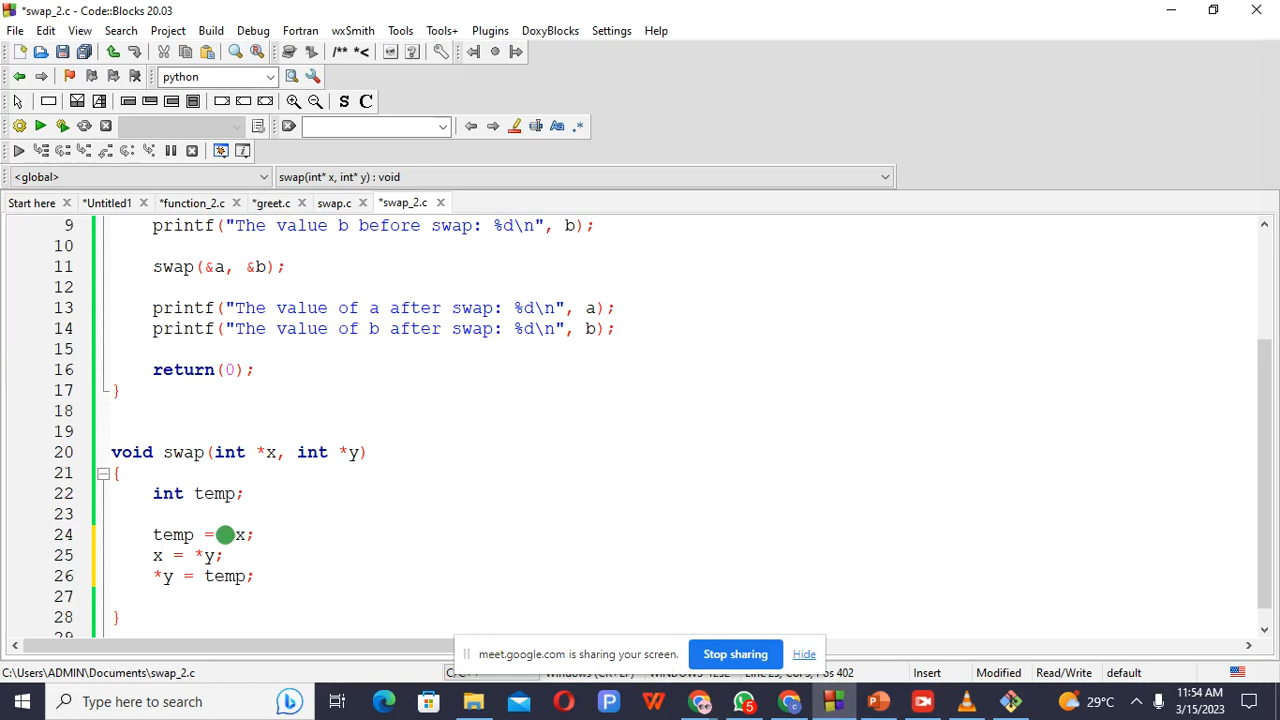 *swap_2.c - Code::Blocks 20.03
File Edit View Search Project Build Debug Fortran wxSmith Tools Tools+ Plugins DoxyBlocks Settings Help
/** *<
python
S C
Aa .*
<global> swap(int* x, int* y) : void
Start here *Untitled1 *function_2.c *greet.c swap.c *swap_2.c
9 printf("The value b before swap: %d\n", b);
10
11 swap(&a, &b);
12
13 printf("The value of a after swap: %d\n", a);
14 printf("The value of b after swap: %d\n", b);
15
16 return(0);
17 }
18
19
20 void swap(int *x, int *y)
21 {
22 int temp;
23
24 temp = x;
25 x = *y;
26 *y = temp;
27
28 }
29
meet.google.com is sharing your screen. Stop sharing Hide
C:\Users\ADMIN\Documents\swap_2.c Insert Modified Read/Write default
Type here to search
5
29°C
11:54 AM
3/15/2023